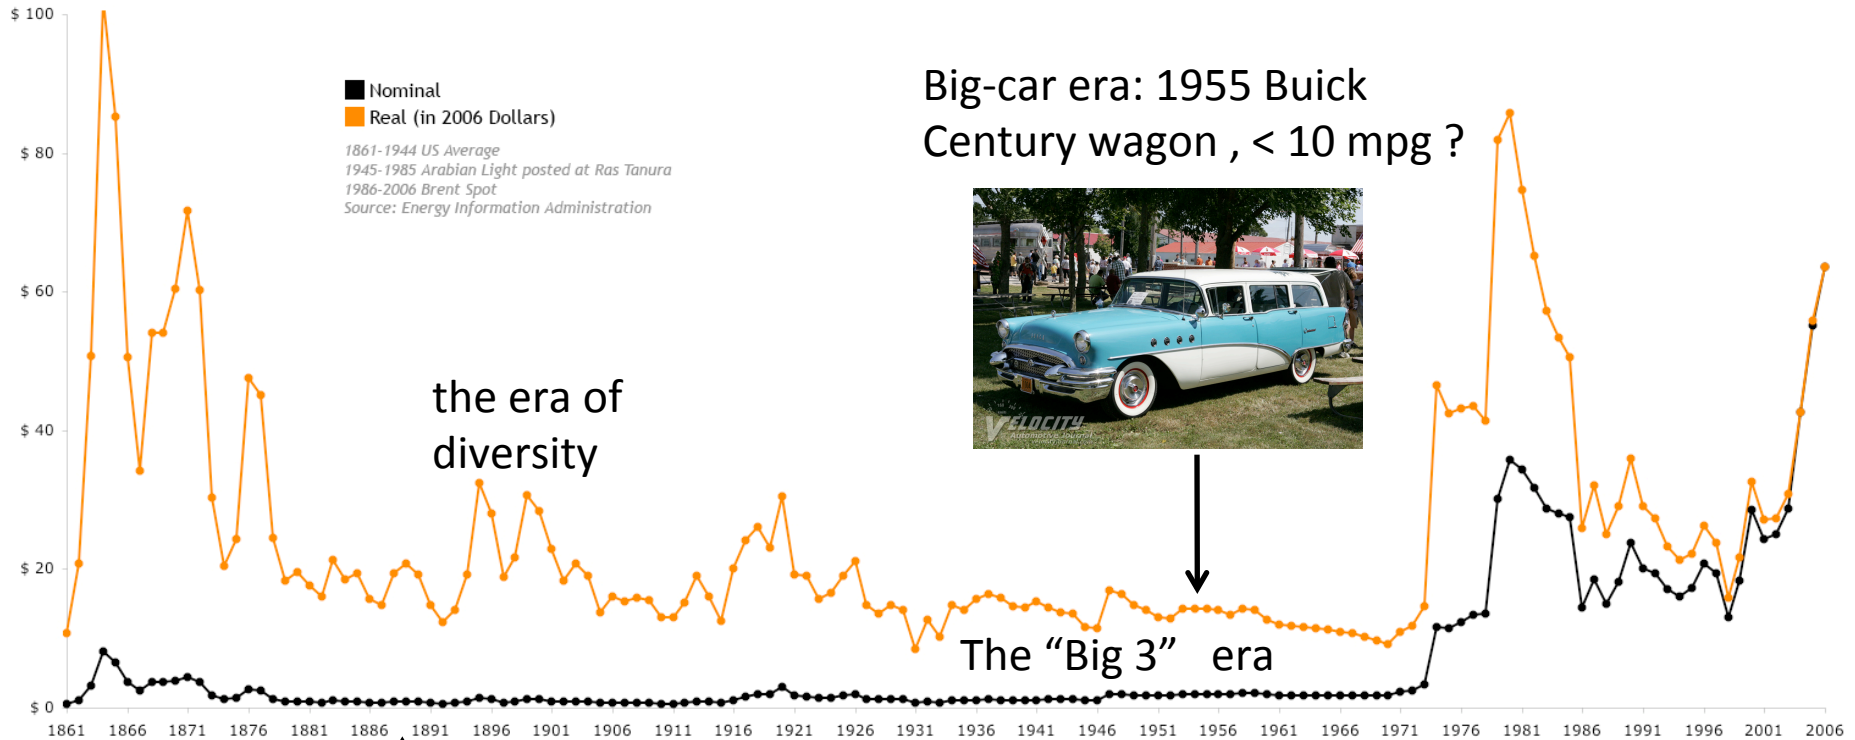 $ 100
$ 80
$ 60
$ 40
$ 20
$ 0
Nominal
Real (in 2006 Dollars)
1861-1944 US Average
1945-1985 Arabian Light posted at Ras Tanura
1986-2006 Brent Spot
Source: Energy Information Administration
Big-car era: 1955 Buick
Century wagon , < 10 mpg ?
VELOCITY
Automotive Journal
the era of
diversity
The “Big 3” era
1861 1866 1871 1876 1881 1886 1891 1896 1901 1906 1911 1916 1921 1926 1931 1936 1941 1946 1951 1956 1961 1966 1971 1976 1981 1986 1991 1996 2001 2006